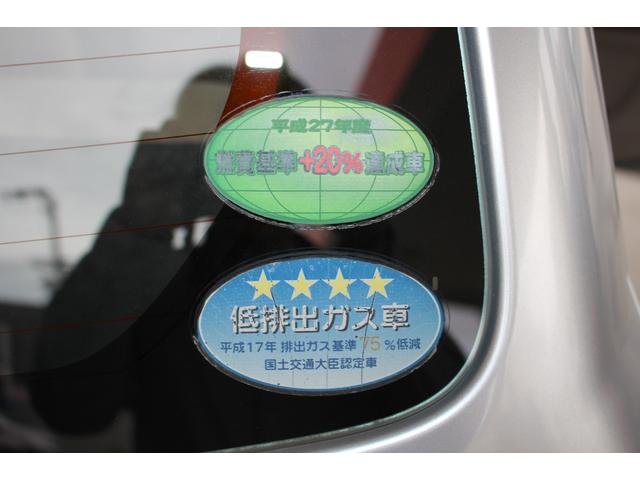 平成27年度
燃費基準+20%達成車
★★★★
低排出ガス車
平成17年 排出ガス基準75%低減
国土交通大臣認定車